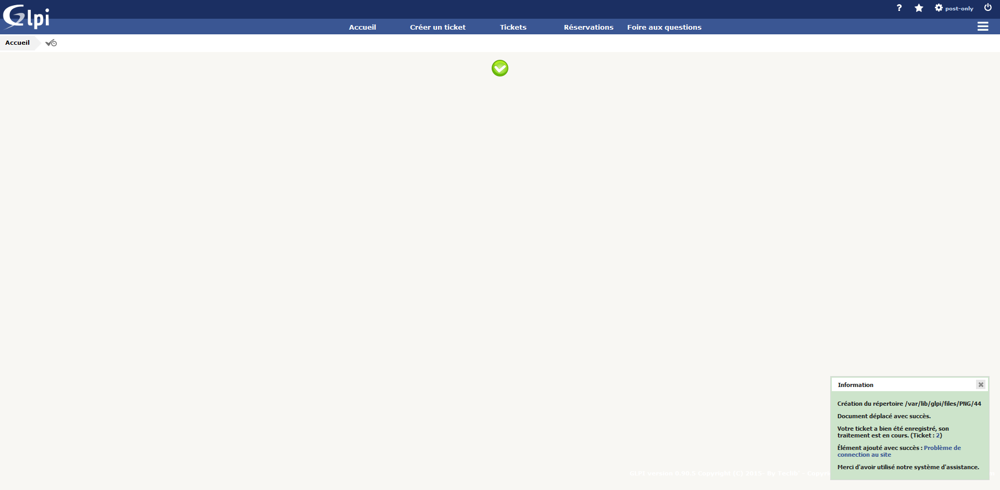 Glpi
? post-only
Accueil Créer un ticket Tickets Réservations Foire aux questions
Accueil
Information
Création du répertoire /var/lib/glpi/files/PNG/44
Document déplacé avec succès.
Votre ticket a bien été enregistré, son
traitement est en cours. (Ticket : 2)
Élément ajouté avec succès : Problème de
connection au site
Merci d'avoir utilisé notre système d'assistance.
GLPI version 0.90.5 Copyright (C) 2015- By Teclib' - Copyri